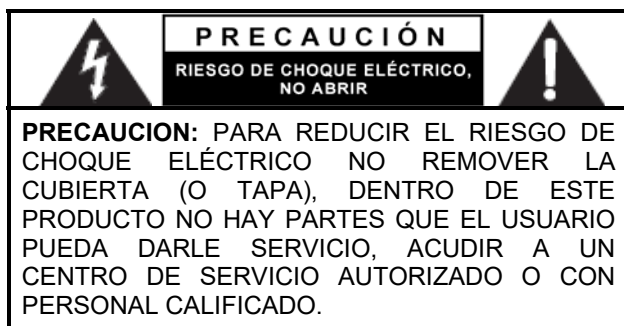 PRECAUCIÓN
RIESGO DE CHOQUE ELÉCTRICO,
NO ABRIR
PRECAUCION: PARA REDUCIR EL RIESGO DE
CHOQUE ELÉCTRICO NO REMOVER LA
CUBIERTA (O TAPA), DENTRO DE ESTE
PRODUCTO NO HAY PARTES QUE EL USUARIO
PUEDA DARLE SERVICIO, ACUDIR A UN
CENTRO DE SERVICIO AUTORIZADO O CON
PERSONAL CALIFICADO.